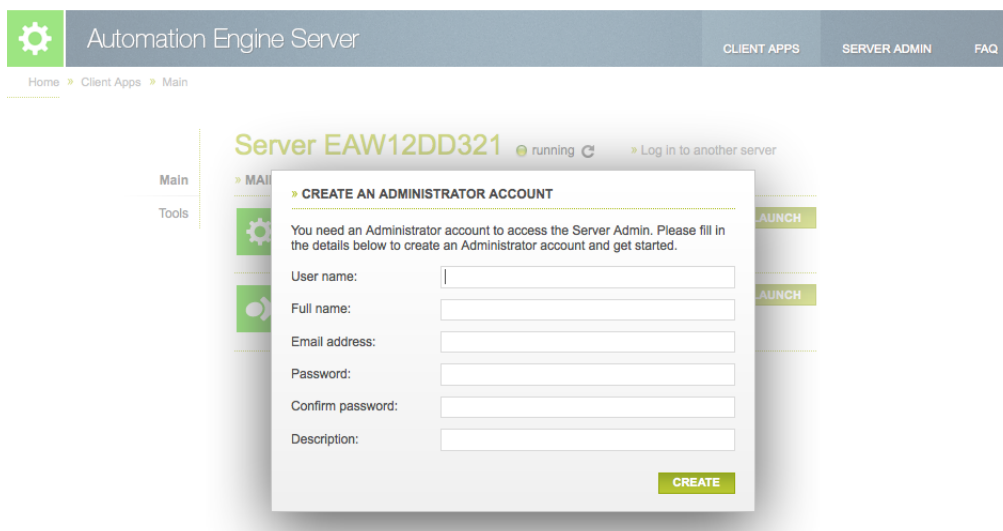 Automation Engine Server
CLIENT APPS
SERVER ADMIN
FAQ
Home » Client Apps » Main
Server EAW12DD321
running
» Log in to another server
Main
Tools
» MAI
» CREATE AN ADMINISTRATOR ACCOUNT
You need an Administrator account to access the Server Admin. Please fill in
the details below to create an Administrator account and get started.
User name:
Full name:
Email address:
Password:
Confirm password:
Description:
CREATE
LAUNCH
LAUNCH